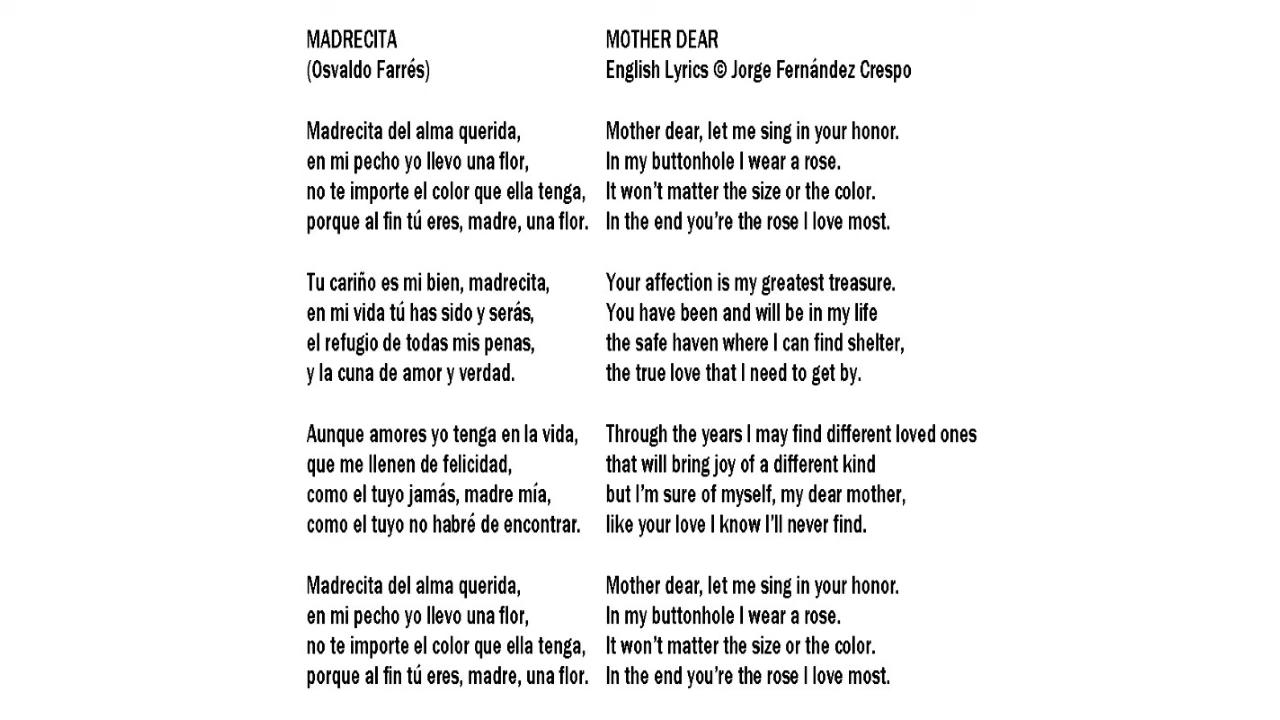 MADRECITA
(Osvaldo Farrés)
Madrecita del alma querida,
en mi pecho yo llevo una flor,
no te importe el color que ella tenga,
porque al fin tú eres, madre, una flor.
Tu cariño es mi bien, madrecita,
en mi vida tú has sido y serás,
el refugio de todas mis penas,
y la cuna de amor y verdad.
Aunque amores yo tenga en la vida,
que me llenen de felicidad,
como el tuyo jamás, madre mía,
como el tuyo no habré de encontrar.
Madrecita del alma querida,
en mi pecho yo llevo una flor,
no te importe el color que ella tenga,
porque al fin tú eres, madre, una flor.
MOTHER DEAR
English Lyrics © Jorge Fernández Crespo
Mother dear, let me sing in your honor.
In my buttonhole I wear a rose.
It won't matter the size or the color.
In the end you're the rose I love most.
Your affection is my greatest treasure.
You have been and will be in my life
the safe haven where I can find shelter,
the true love that I need to get by.
Through the years I may find different loved ones
that will bring joy of a different kind
but I'm sure of myself, my dear mother,
like your love I know I'll never find.
Mother dear, let me sing in your honor.
In my buttonhole I wear a rose.
It won't matter the size or the color.
In the end you're the rose I love most.